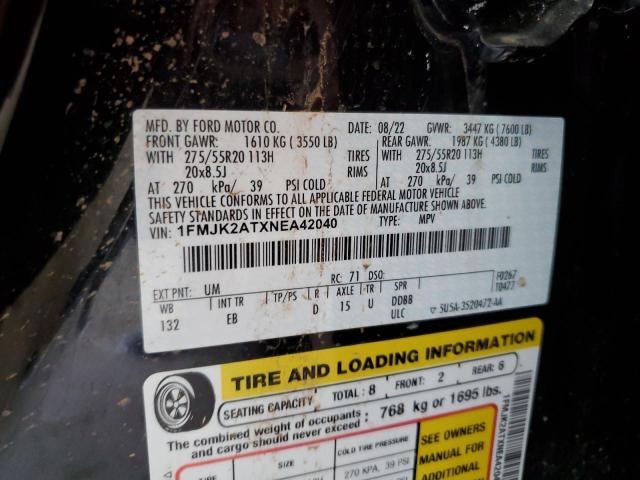 MFD. BY FORD MOTOR CO. DATE: 08/22 GVWR: 3447 KG ( 7600 LB)
FRONT GAWR: 1610 KG ( 3550 LB) REAR GAWR: 1987 KG ( 4380 LB)
WITH 275/55R20 113H TIRES WITH 275/55R20 113H TIRES
20x8.5J RIMS 20x8.5J RIMS
AT 270 kPa/ 39 PSI COLD AT 270 kPa/ 39 PSI COLD
THIS VEHICLE CONFORMS TO ALL APPLICABLE FEDERAL MOTOR VEHICLE
SAFETY STANDARDS IN EFFECT ON THE DATE OF MANUFACTURE SHOWN ABOVE.
VIN: 1FMJK2ATXNEA42040 TYPE: MPV
EXT PNT: UM RC: 71 DSO: F0267
T0477
WB INT TR TP/PS R AXLE TR SPR
132 EB D 15 U DDBB
ULC 5U5A-3520472-AA
TIRE AND LOADING INFORMATION
SEATING CAPACITY TOTAL: 8 FRONT: 2 REAR: 6
The combined weight of occupants and cargo should never exceed: 768 kg or 1695 lbs.
TIRE SIZE COLD TIRE PRESSURE
270 KPA, 39 PSI
SEE OWNERS
MANUAL FOR
ADDITIONAL